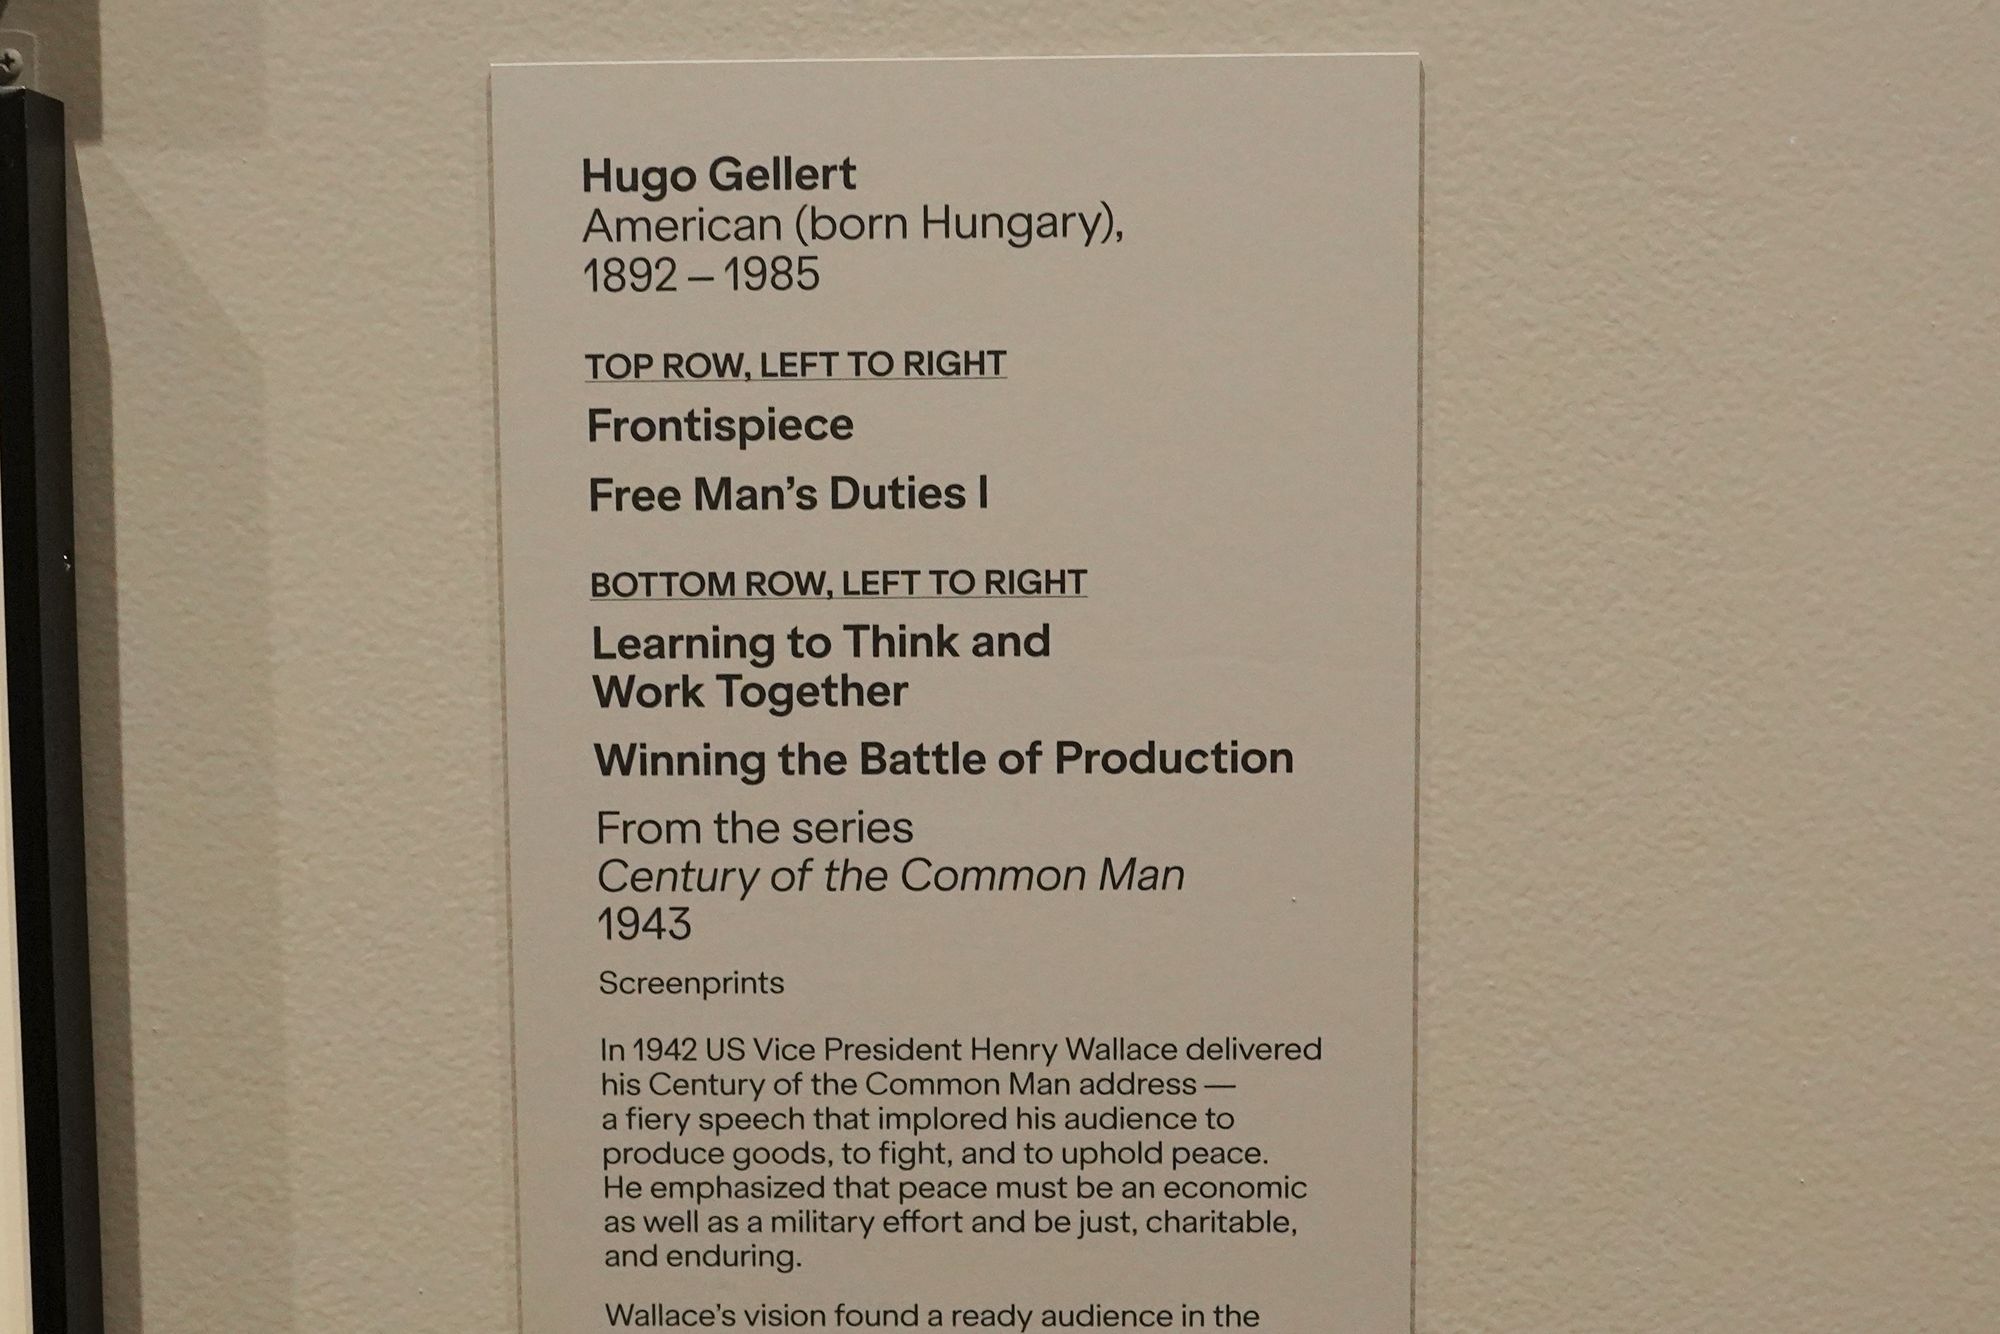 Hugo Gellert
American (born Hungary),
1892 – 1985
TOP ROW, LEFT TO RIGHT
Frontispiece
Free Man’s Duties I
BOTTOM ROW, LEFT TO RIGHT
Learning to Think and
Work Together
Winning the Battle of Production
From the series
Century of the Common Man
1943
Screenprints
In 1942 US Vice President Henry Wallace delivered
his Century of the Common Man address —
a fiery speech that implored his audience to
produce goods, to fight, and to uphold peace.
He emphasized that peace must be an economic
as well as a military effort and be just, charitable,
and enduring.
Wallace’s vision found a ready audience in the